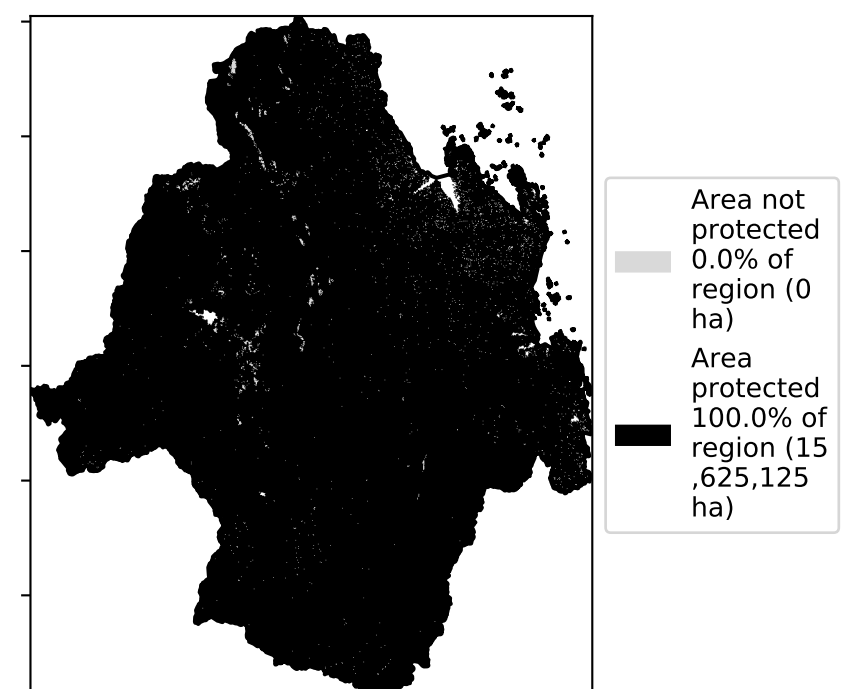 Area not
protected
0.0% of
region (0
ha)
Area
protected
100.0% of
region (15
,625,125
ha)